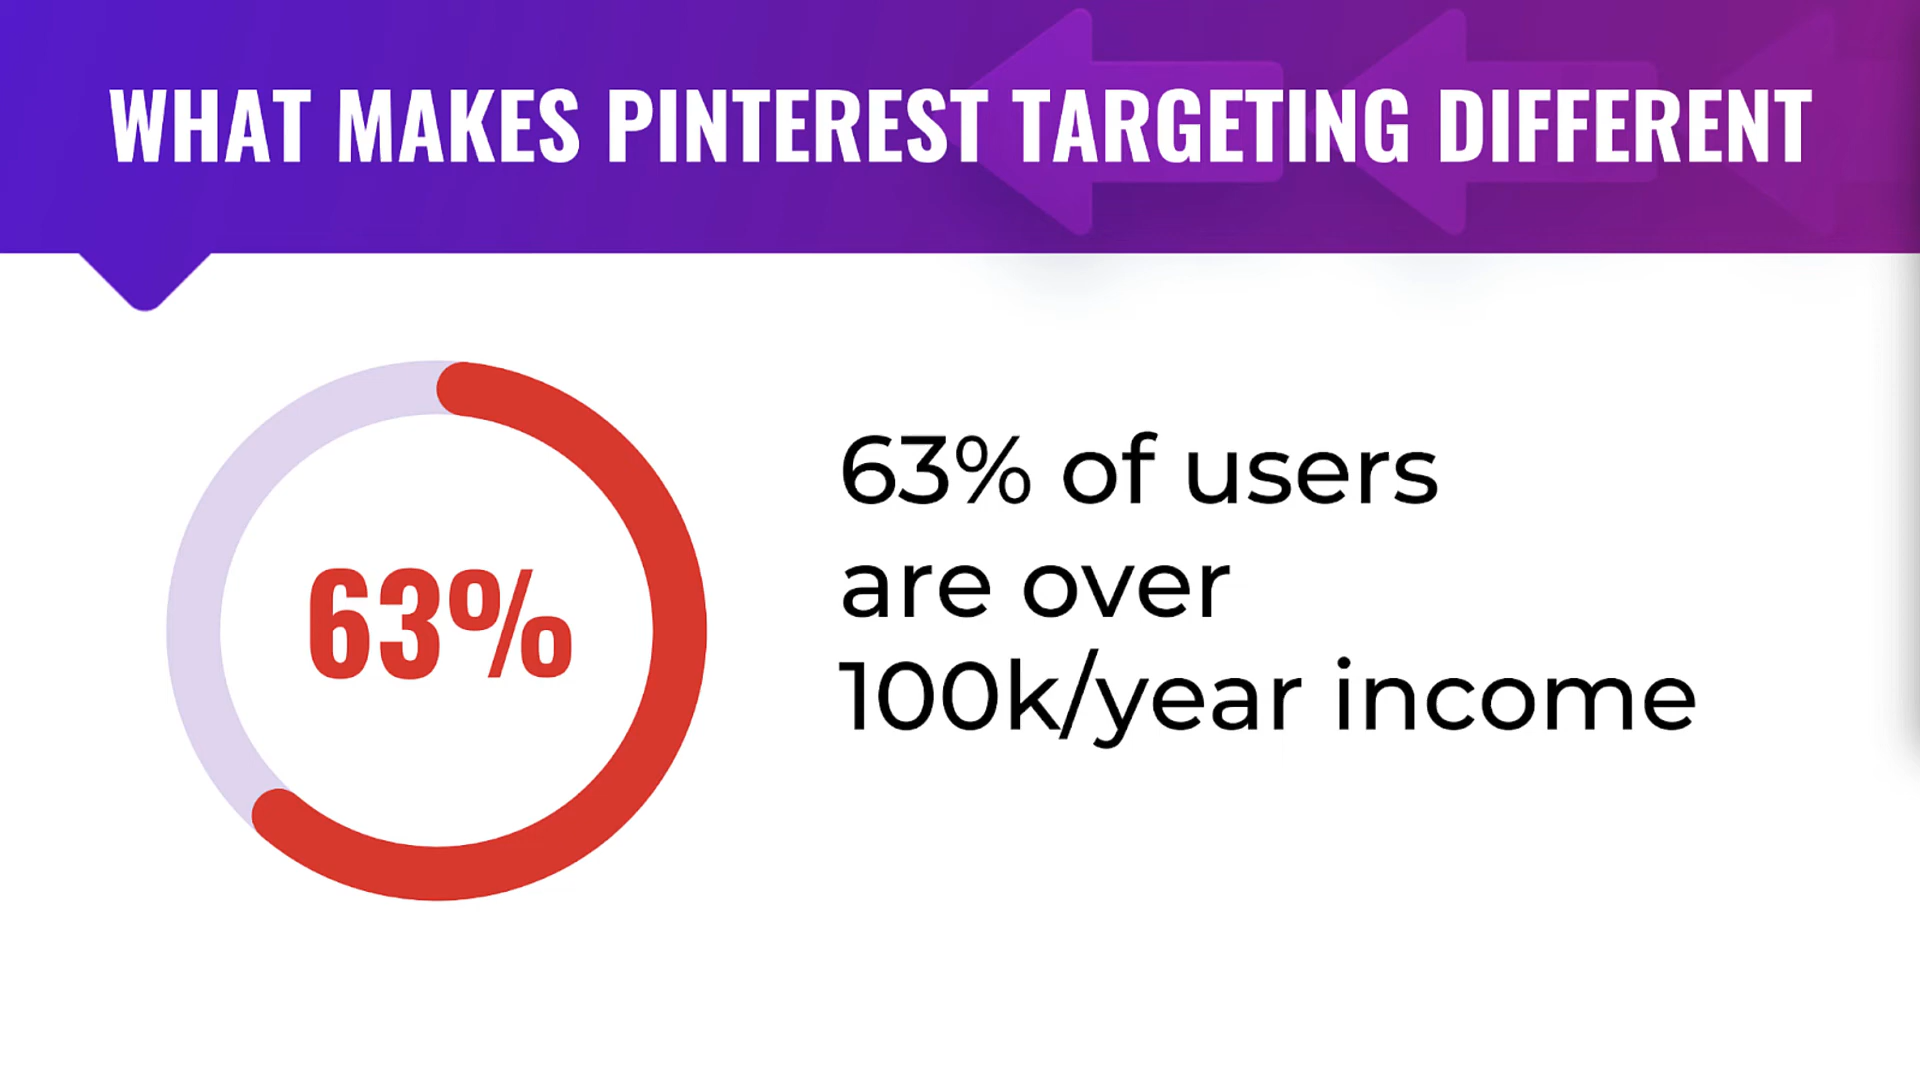 WHAT MAKES PINTEREST TARGETING DIFFERENT
63%
63% of users
are over
100k/year income